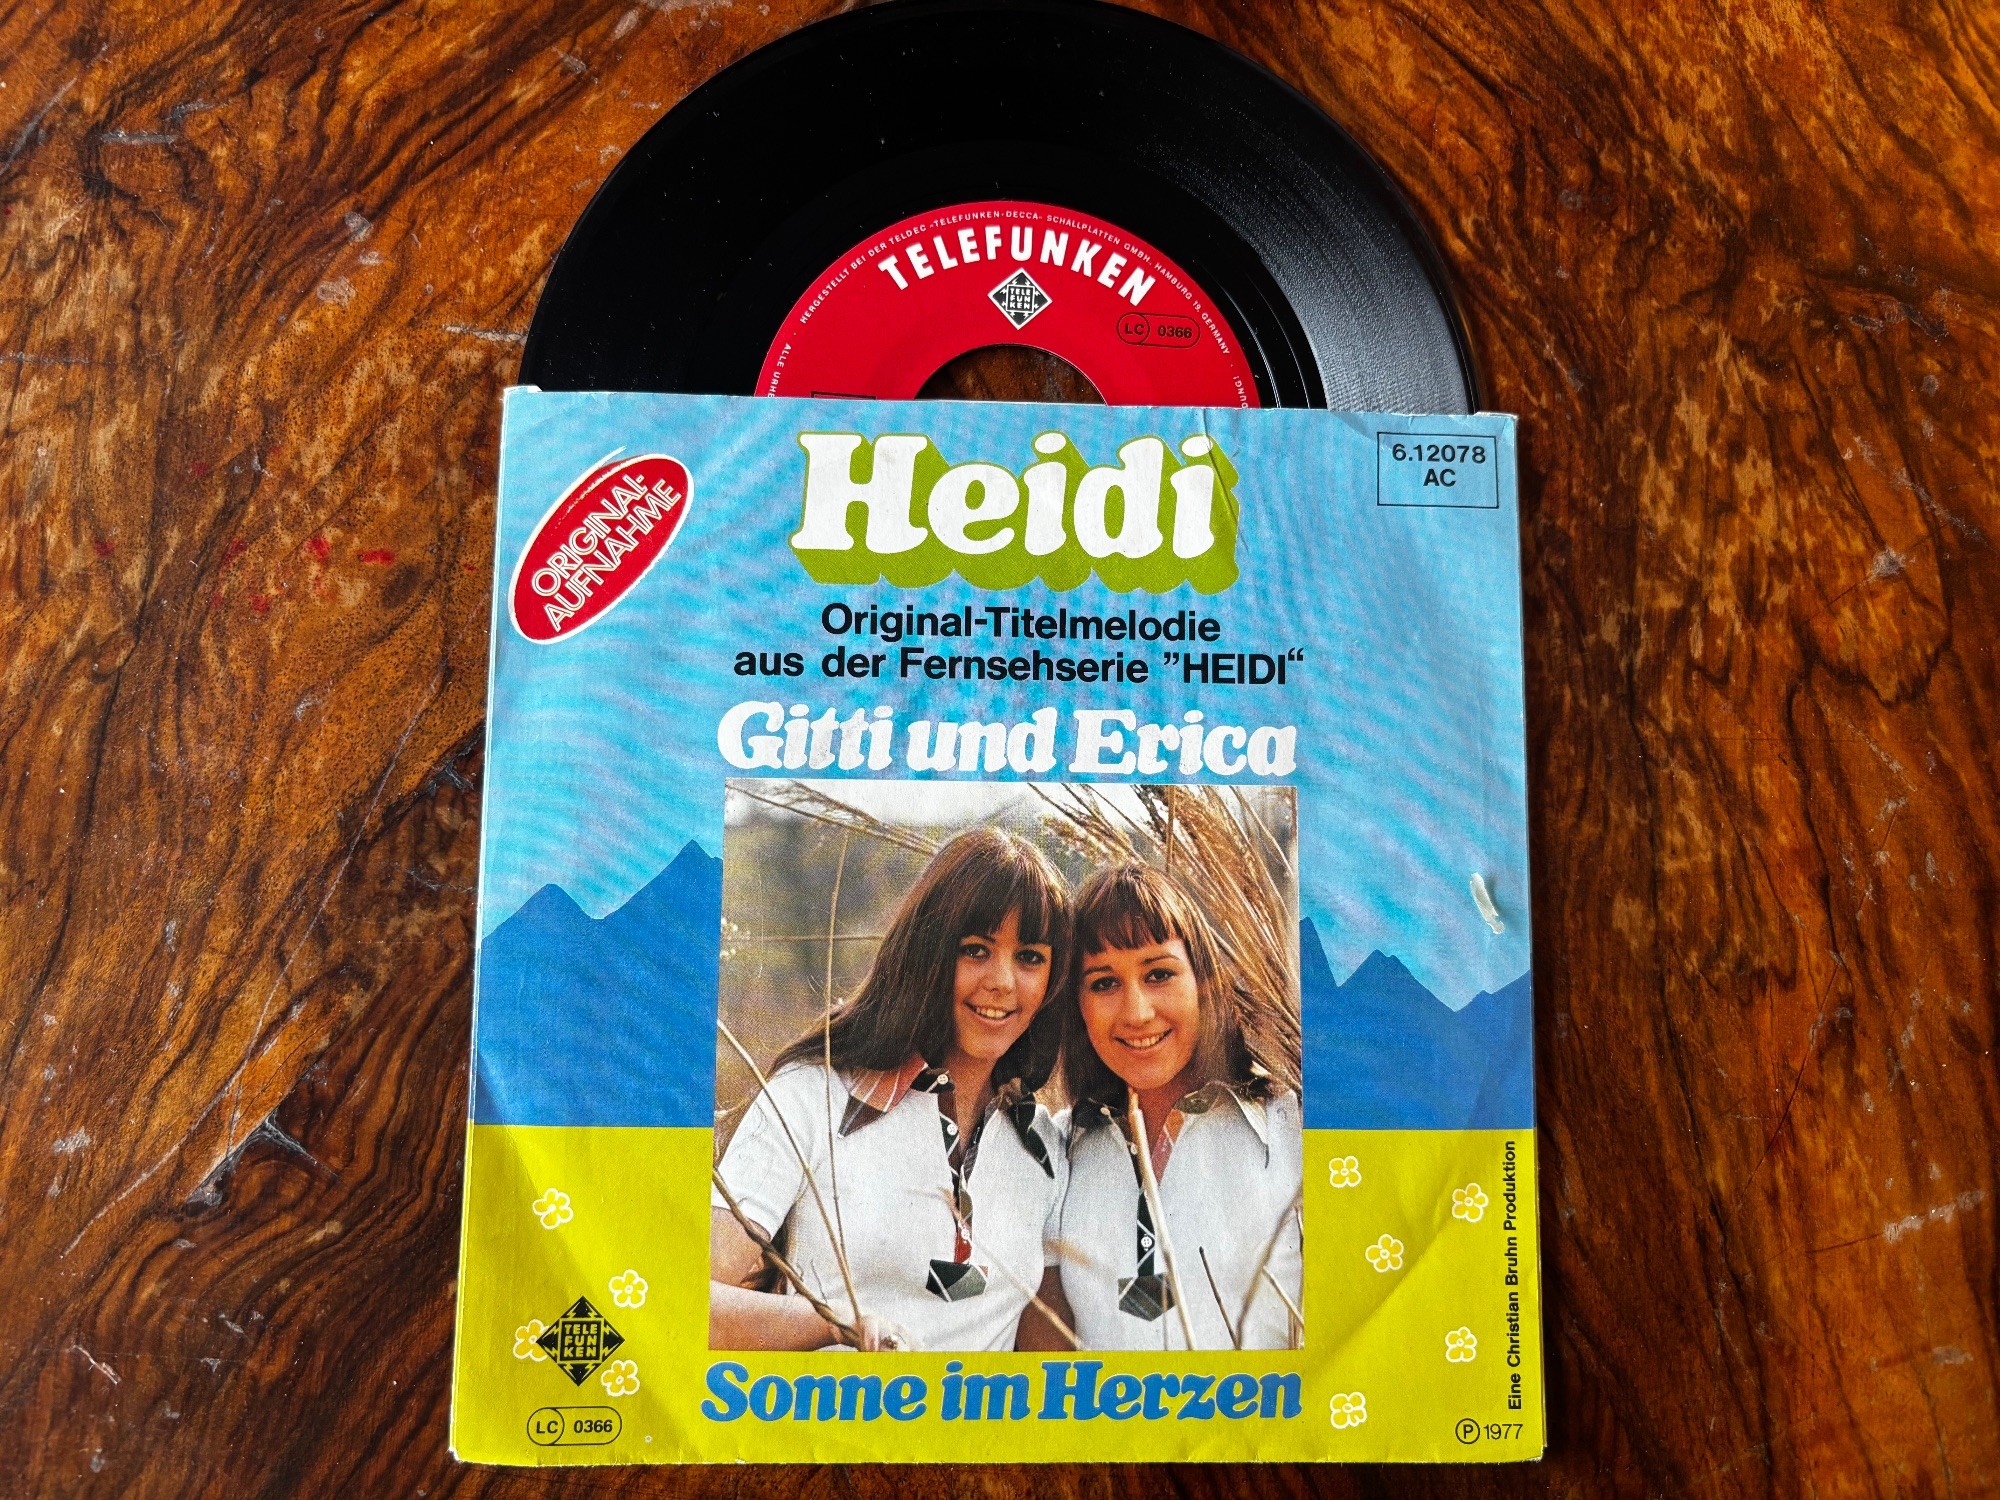 HERGESTELLT BEI DER TELDEC »TELEFUNKEN-DECCA« SCHALLPLATTEN GMBH, HAMBURG 19, GERMANY
TELEFUNKEN
TELE
FUN
KEN
LC 0366
ALLE
ORIGINAL-
AUFNAHME
Heidi
6.12078
AC
Original-Titelmelodie
aus der Fernsehserie "HEIDI“
Gitti und Erica
Sonne im Herzen
TELE
FUN
KEN
LC 0366
Eine Christian Bruhn Produktion
Ⓟ 1977